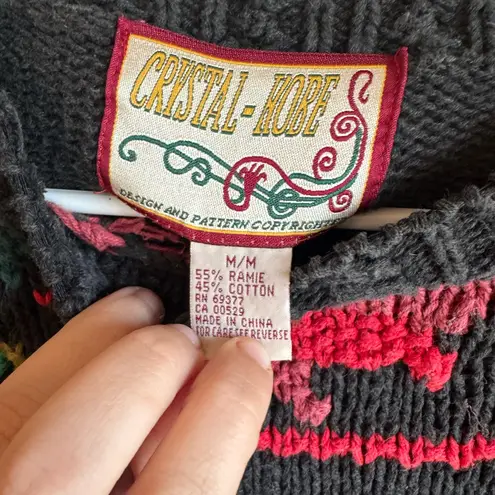 CRYSTAL-KOBE
DESIGN AND PATTERN COPYRIGHT
M/M
55% RAMIE
45% COTTON
RN 69377
CA 00529
MADE IN CHINA
FOR CARE SEE REVERSE